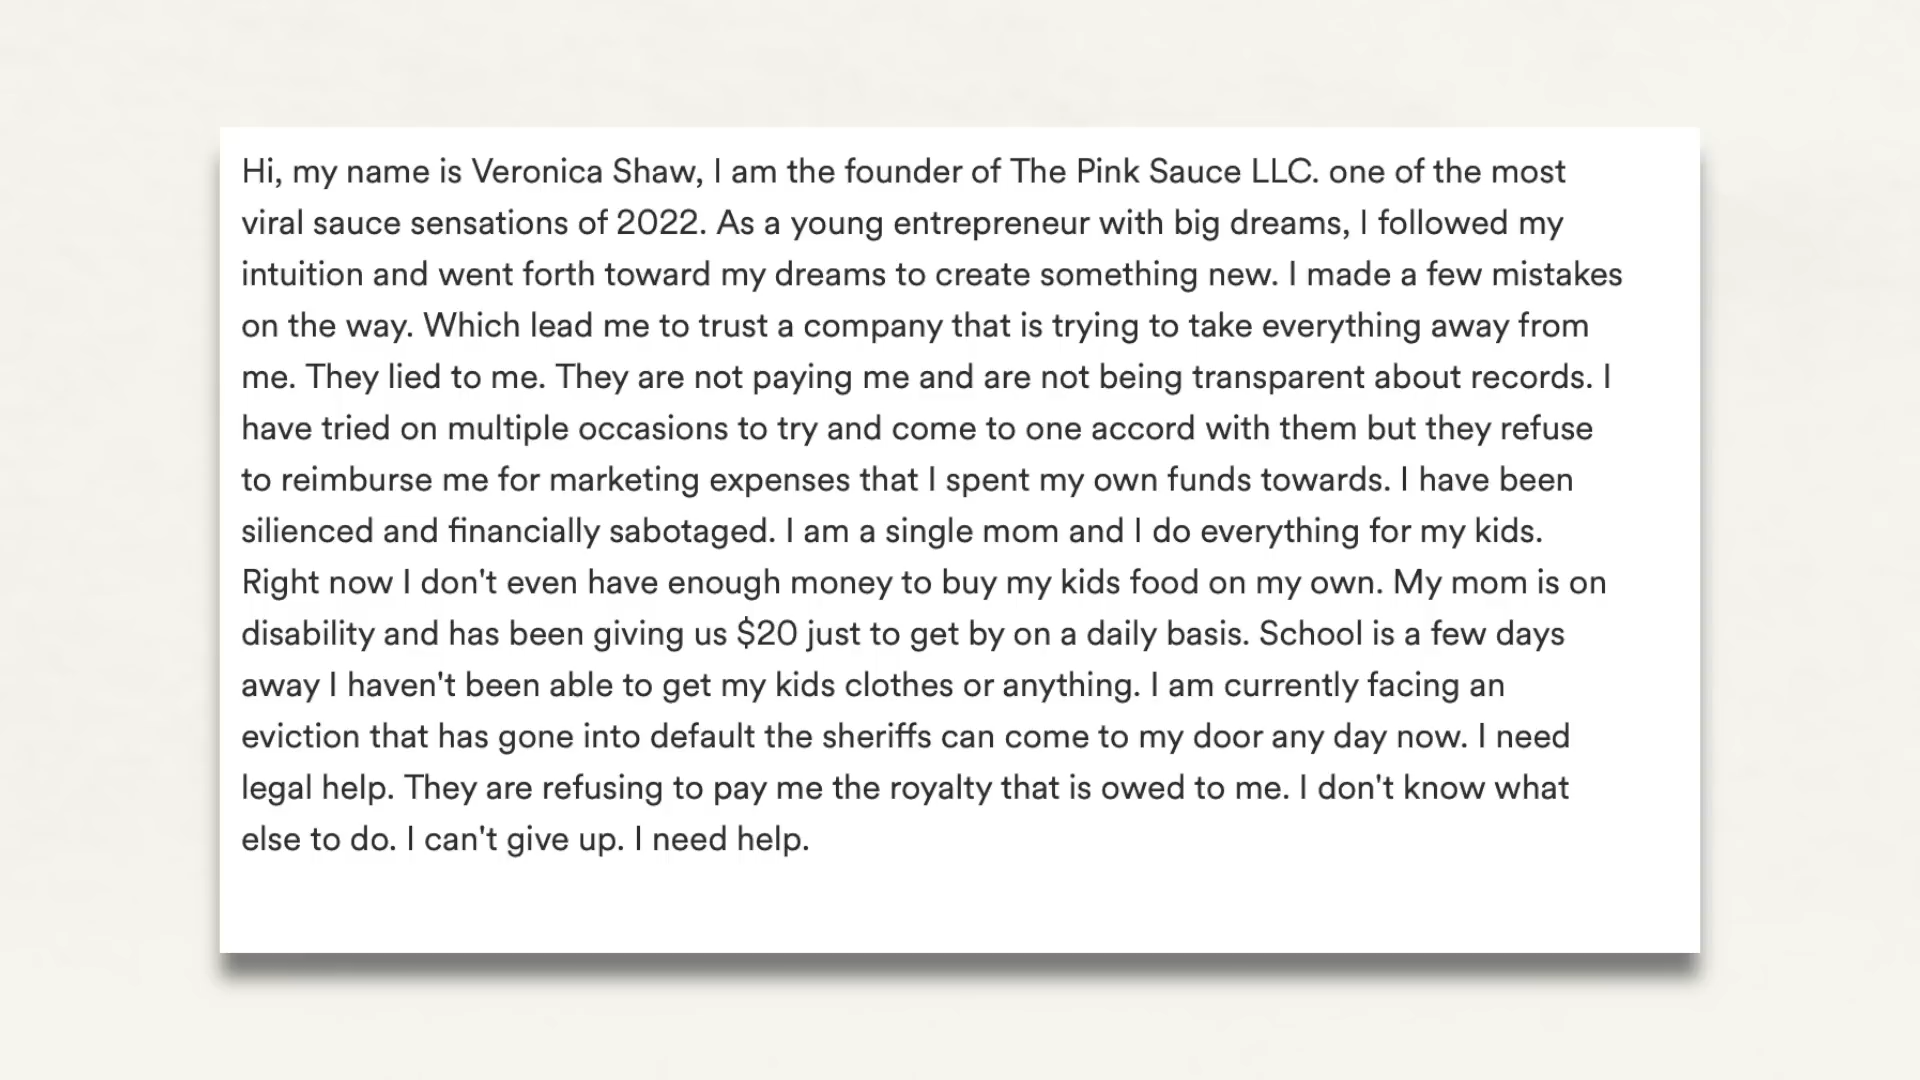 Hi, my name is Veronica Shaw, I am the founder of The Pink Sauce LLC. one of the most
viral sauce sensations of 2022. As a young entrepreneur with big dreams, I followed my
intuition and went forth toward my dreams to create something new. I made a few mistakes
on the way. Which lead me to trust a company that is trying to take everything away from
me. They lied to me. They are not paying me and are not being transparent about records. I
have tried on multiple occasions to try and come to one accord with them but they refuse
to reimburse me for marketing expenses that I spent my own funds towards. I have been
silienced and financially sabotaged. I am a single mom and I do everything for my kids.
Right now I don't even have enough money to buy my kids food on my own. My mom is on
disability and has been giving us $20 just to get by on a daily basis. School is a few days
away I haven't been able to get my kids clothes or anything. I am currently facing an
eviction that has gone into default the sheriffs can come to my door any day now. I need
legal help. They are refusing to pay me the royalty that is owed to me. I don't know what
else to do. I can't give up. I need help.